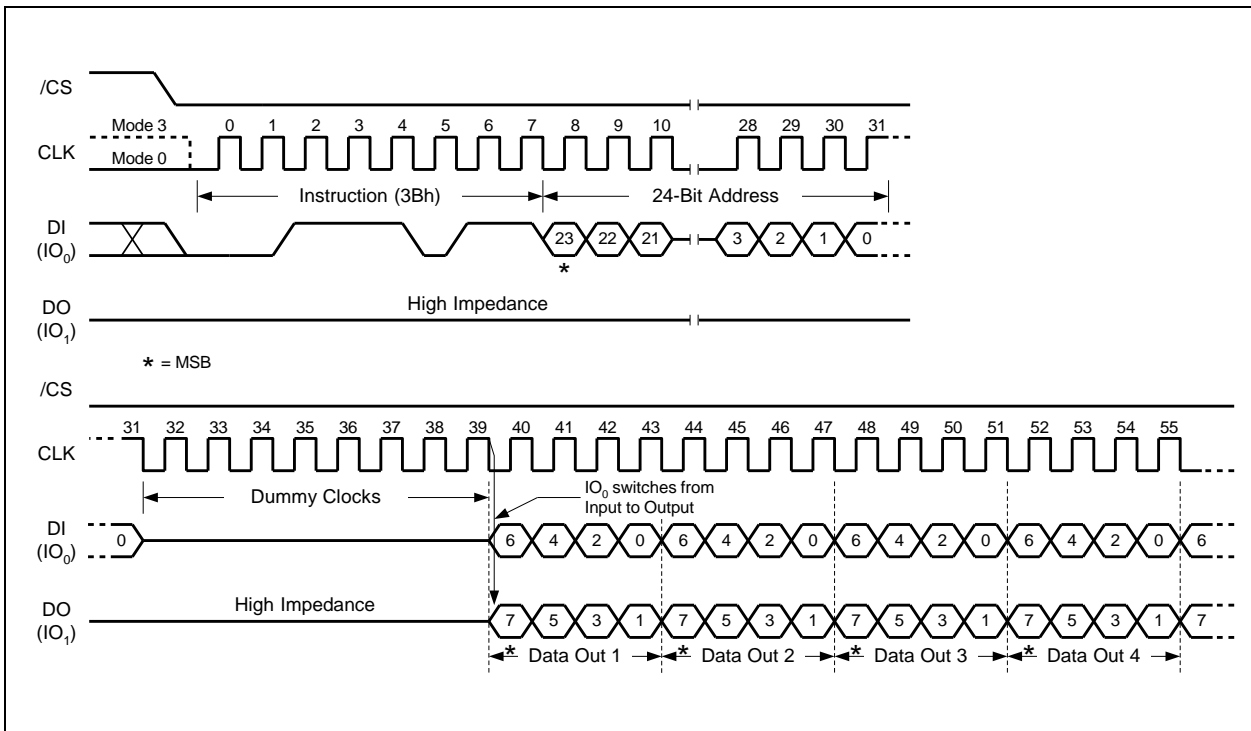 /CS
Mode 3 0 1 2 3 4 5 6 7 8 9 10 28 29 30 31
CLK
Mode 0
Instruction (3Bh) 24-Bit Address
DI
(IO0)
23 22 21 3 2 1 0
*
DO
(IO1)
High Impedance
* = MSB
/CS
31 32 33 34 35 36 37 38 39 40 41 42 43 44 45 46 47 48 49 50 51 52 53 54 55
CLK
Dummy Clocks
IO0 switches from
Input to Output
DI
(IO0)
0 6 4 2 0 6 4 2 0 6 4 2 0 6 4 2 0 6
DO
(IO1)
High Impedance
7 5 3 1 7 5 3 1 7 5 3 1 7 5 3 1 7
* Data Out 1 * Data Out 2 * Data Out 3 * Data Out 4